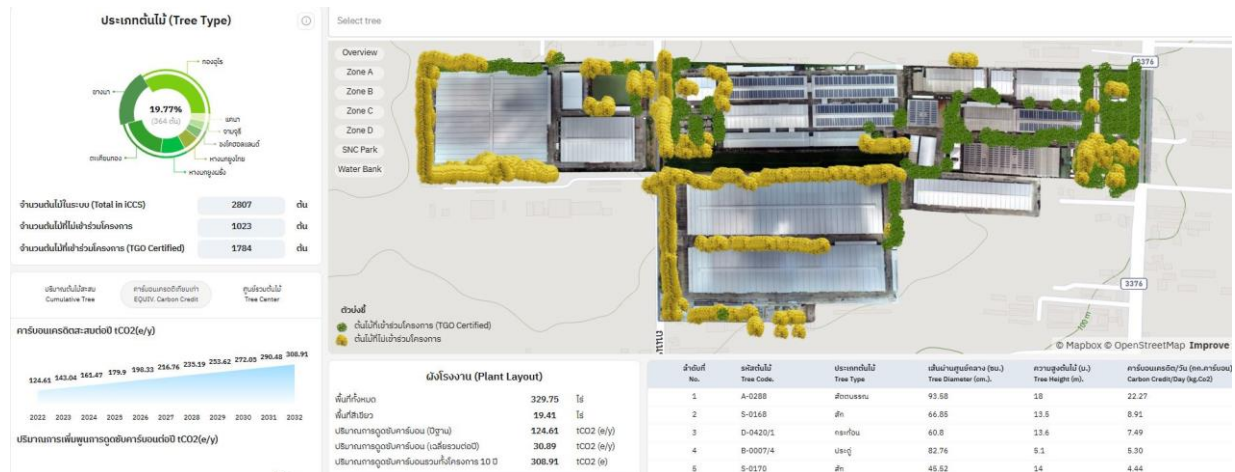 ประเภทต้นไม้ (Tree Type)
ทองอุไร
ยางนา
19.77%
(364 ต้น)
แคนา
จามจุรี
องโคฮอลแลนด์
หางนกยูงไทย
ตะเคียนทอง
หางนกยูงฝรั่ง
จำนวนต้นไม้ในระบบ (Total in iCCS) 2807 ต้น
จำนวนต้นไม้ที่ไม่เข้าร่วมโครงการ 1023 ต้น
จำนวนต้นไม้ที่เข้าร่วมโครงการ (TGO Certified) 1784 ต้น
ปริมาณต้นไม้สะสม
Cumulative Tree
คาร์บอนเครดิตเทียบเท่า
EQUIV. Carbon Credit
ศูนย์รวมต้นไม้
Tree Center
คาร์บอนเครดิตสะสมต่อปี tCO2(e/y)
124.61 143.04 161.47 179.9 198.33 216.76 235.19 253.62 272.05 290.48 308.91
2022 2023 2024 2025 2026 2027 2028 2029 2030 2031 2032
ปริมาณการเพิ่มพูนการดูดซับคาร์บอนต่อปี tCO2(e/y)
Select tree
Overview
Zone A
Zone B
Zone C
Zone D
SNC Park
Water Bank
3376
3376
100 m
ตัวบ่งชี้
ต้นไม้ที่เข้าร่วมโครงการ (TGO Certified)
ต้นไม้ที่ไม่เข้าร่วมโครงการ
© Mapbox © OpenStreetMap Improve
ผังโรงงาน (Plant Layout)
พื้นที่ทั้งหมด 329.75 ไร่
พื้นที่สีเขียว 19.41 ไร่
ปริมาณการดูดซับคาร์บอน (ปีฐาน) 124.61 tCO2 (e/y)
ปริมาณการดูดซับคาร์บอน (เฉลี่ยรวมต่อปี) 30.89 tCO2 (e/y)
ปริมาณการดูดซับคาร์บอนรวมทั้งโครงการ 10 ปี 308.91 tCO2 (e)
ลำดับที่ รหัสต้นไม้ ประเภทต้นไม้ เส้นผ่านศูนย์กลาง (ซม.) ความสูงต้นไม้ (ม.) คาร์บอนเครดิต/วัน (กก.คาร์บอน)
No. Tree Code. Tree Type Tree Diameter (cm.). Tree Height (m). Carbon Credit/Day (kg.Co2)
1 A-0288 สัตตบรรณ 93.58 18 22.27
2 S-0168 สัก 66.85 13.5 8.91
3 D-0420/1 กระท้อน 60.8 13.6 7.49
4 B-0007/4 ประดู่ 82.76 5.1 5.30
5 S-0170 สัก 45.52 14 4.44